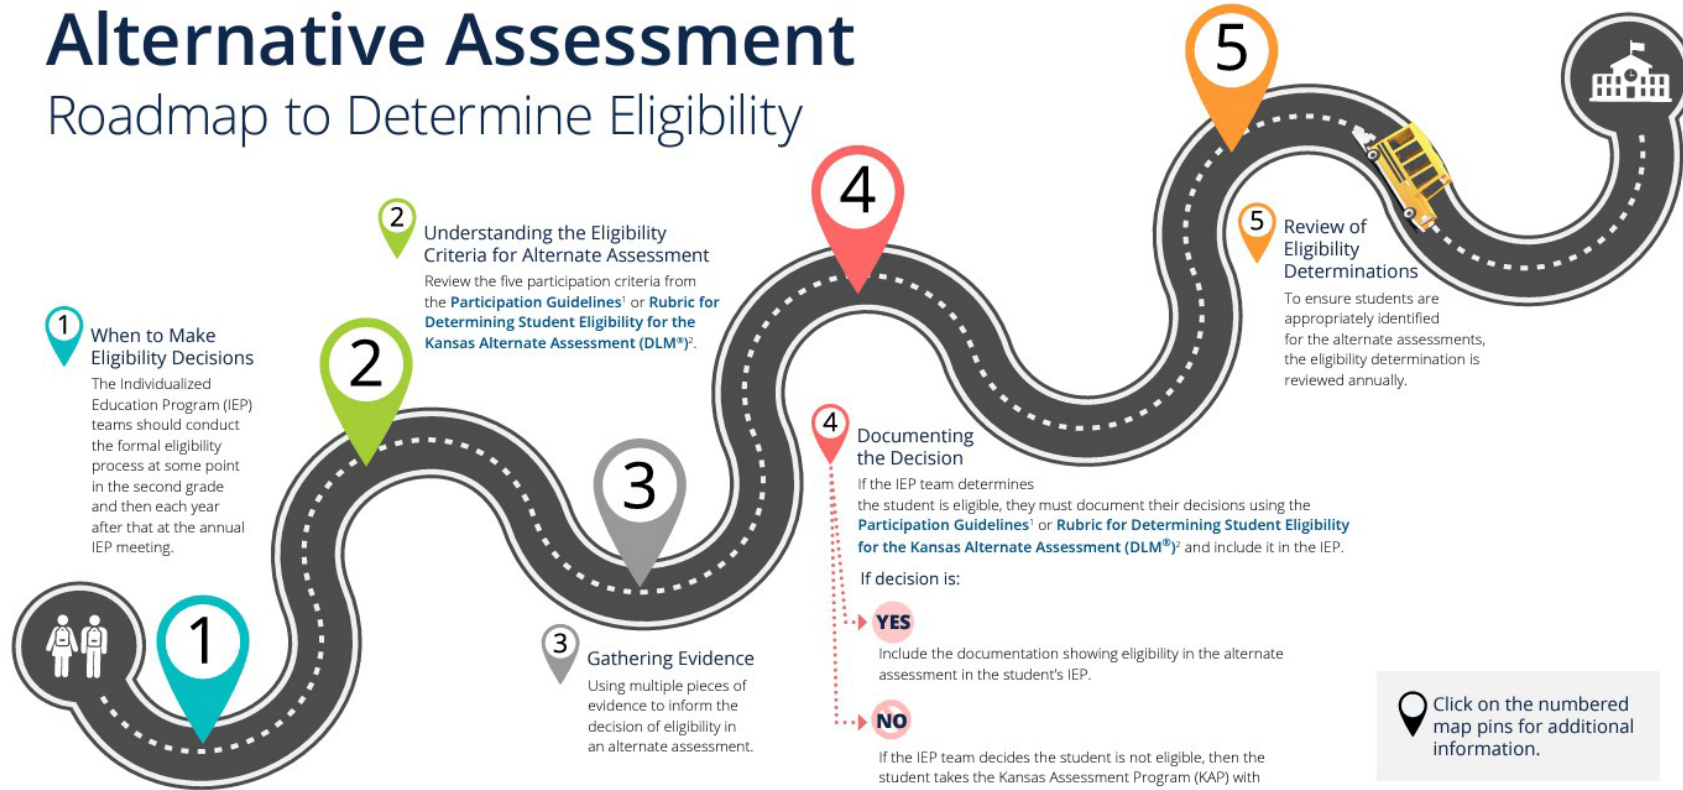 Alternative Assessment
Roadmap to Determine Eligibility
1
When to Make
Eligibility Decisions
The Individualized
Education Program (IEP)
teams should conduct
the formal eligibility
process at some point
in the second grade
and then each year
after that at the annual
IEP meeting.
1
2
Understanding the Eligibility
Criteria for Alternate Assessment
Review the five participation criteria from
the Participation Guidelines¹ or Rubric for
Determining Student Eligibility for the
Kansas Alternate Assessment (DLM®)².
2
3
3
Gathering Evidence
Using multiple pieces of
evidence to inform the
decision of eligibility in
an alternate assessment.
4
4
Documenting
the Decision
If the IEP team determines
the student is eligible, they must document their decisions using the
Participation Guidelines¹ or Rubric for Determining Student Eligibility
for the Kansas Alternate Assessment (DLM®)² and include it in the IEP.
If decision is:
YES
Include the documentation showing eligibility in the alternate
assessment in the student's IEP.
NO
If the IEP team decides the student is not eligible, then the
student takes the Kansas Assessment Program (KAP) with
5
5
Review of
Eligibility
Determinations
To ensure students are
appropriately identified
for the alternate assessments,
the eligibility determination is
reviewed annually.
Click on the numbered
map pins for additional
information.